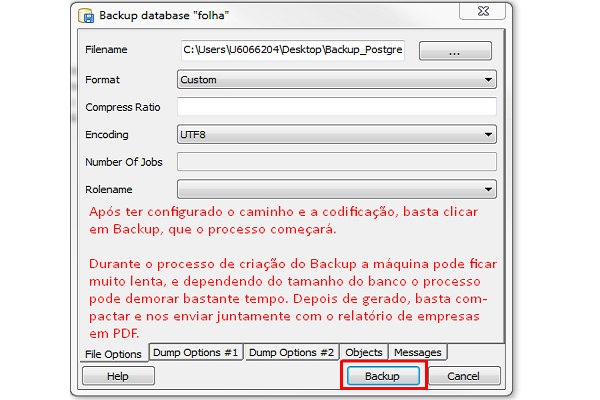 Backup database "folha"
Filename C:\Users\U6066204\Desktop\Backup_Postgre ...
Format Custom
Compress Ratio
Encoding UTF8
Number Of Jobs
Rolename
Após ter configurado o caminho e a codificação, basta clicar
em Backup, que o processo começará.
Durante o processo de criação do Backup a máquina pode ficar
muito lenta, e dependendo do tamanho do banco o processo
pode demorar bastante tempo. Depois de gerado, basta com-
pactar e nos enviar juntamente com o relatório de empresas
em PDF.
File Options Dump Options #1 Dump Options #2 Objects Messages
Help Backup Cancel